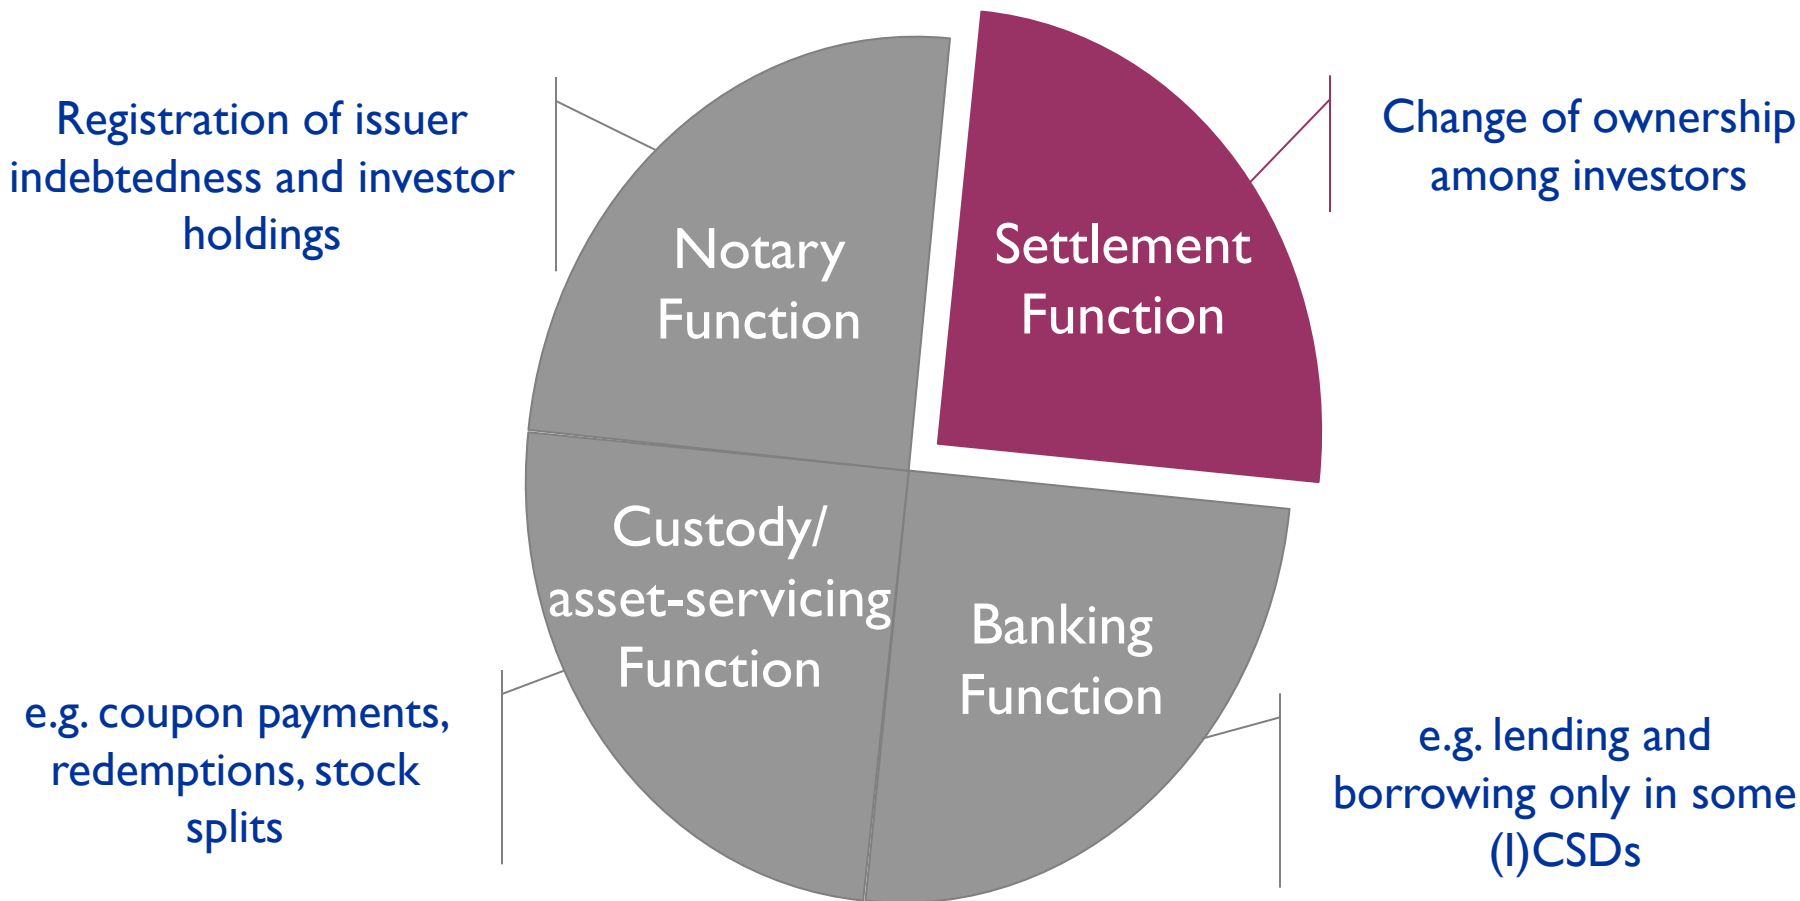 Registration of issuer
indebtedness and investor
holdings
Notary
Function
Settlement
Function
Change of ownership
among investors
Custody/
asset-servicing
Function
Banking
Function
e.g. coupon payments,
redemptions, stock
splits
e.g. lending and
borrowing only in some
(I)CSDs